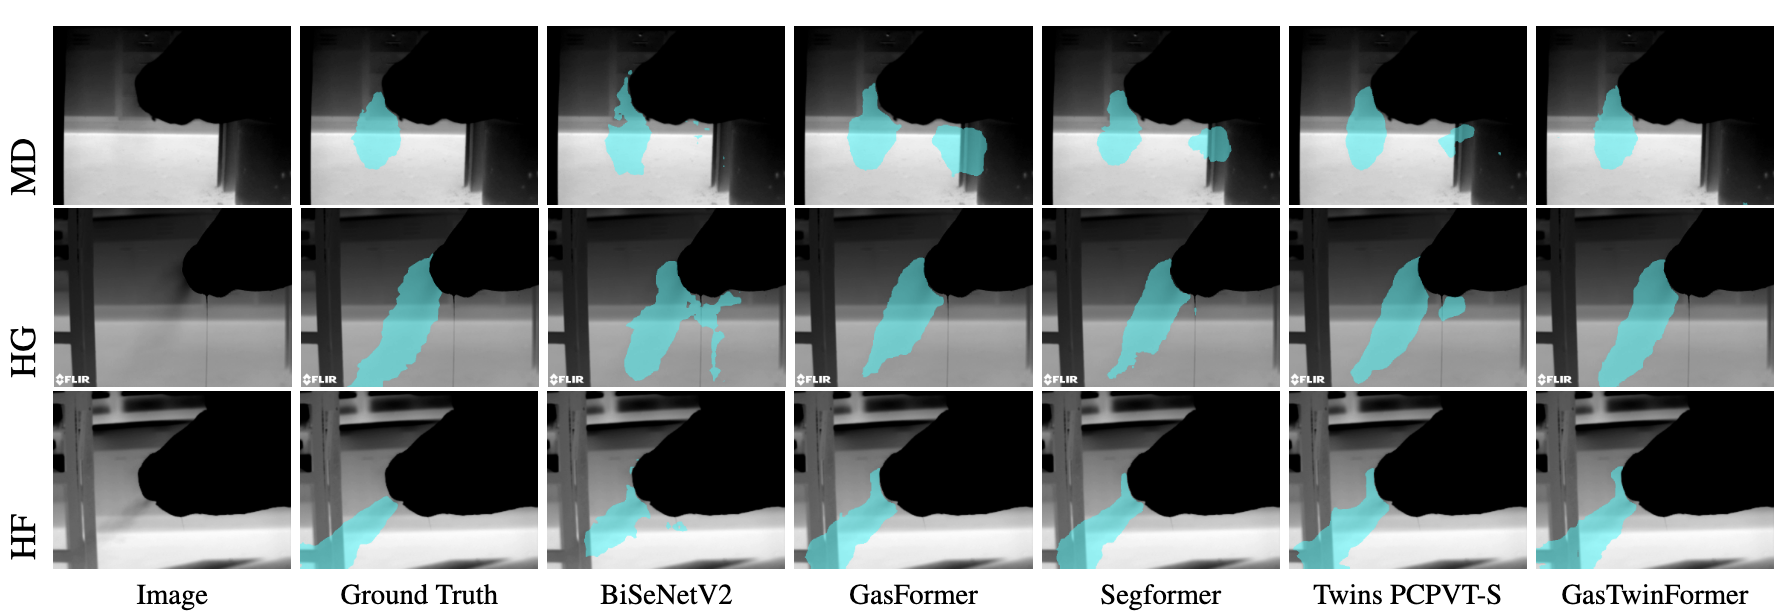 MD
HG
FLIR
FLIR
FLIR
FLIR
FLIR
FLIR
FLIR
HF
Image Ground Truth BiSeNetV2 GasFormer Segformer Twins PCPVT-S GasTwinFormer